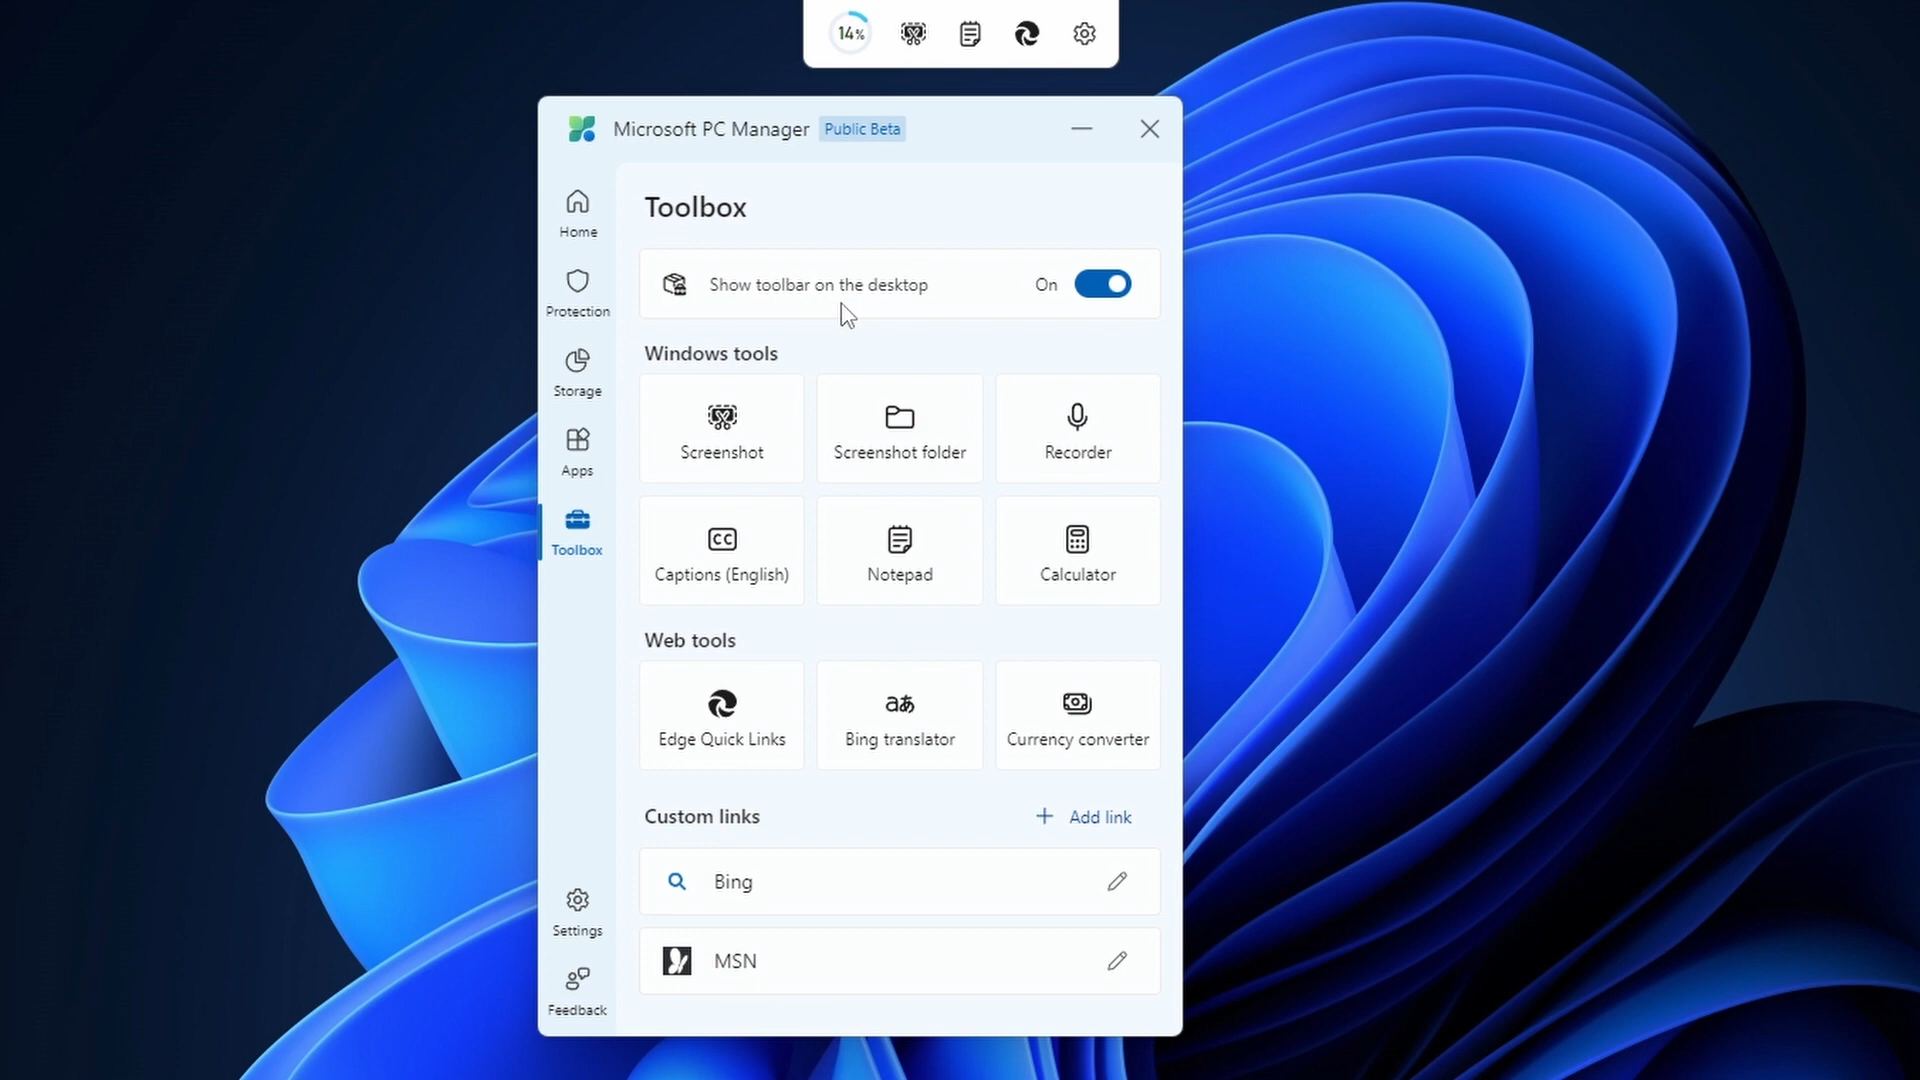 14%
Microsoft PC Manager Public Beta
Home
Protection
Storage
Apps
Toolbox
Settings
Feedback
Toolbox
Show toolbar on the desktop On
Windows tools
Screenshot
Screenshot folder
Recorder
CC
Captions (English)
Notepad
Calculator
Web tools
Edge Quick Links
aあ
Bing translator
Currency converter
Custom links
+ Add link
Bing
MSN